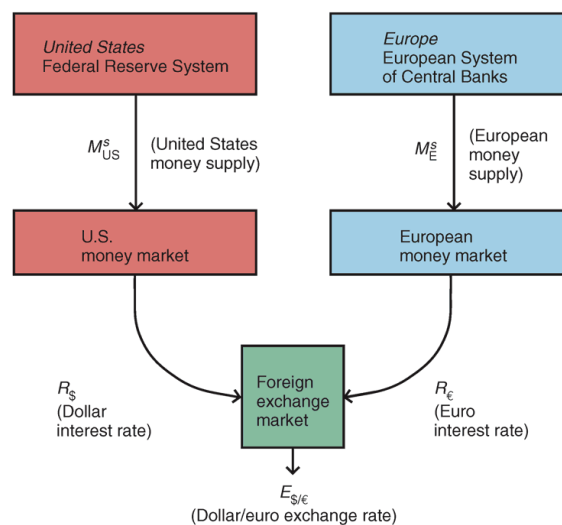 United States
Federal Reserve System
Europe
European System
of Central Banks
M^s_US
(United States
money supply)
M^s_E
(European
money
supply)
U.S.
money market
European
money market
R_$
(Dollar
interest rate)
Foreign
exchange
market
R_€
(Euro
interest rate)
E_$/€
(Dollar/euro exchange rate)